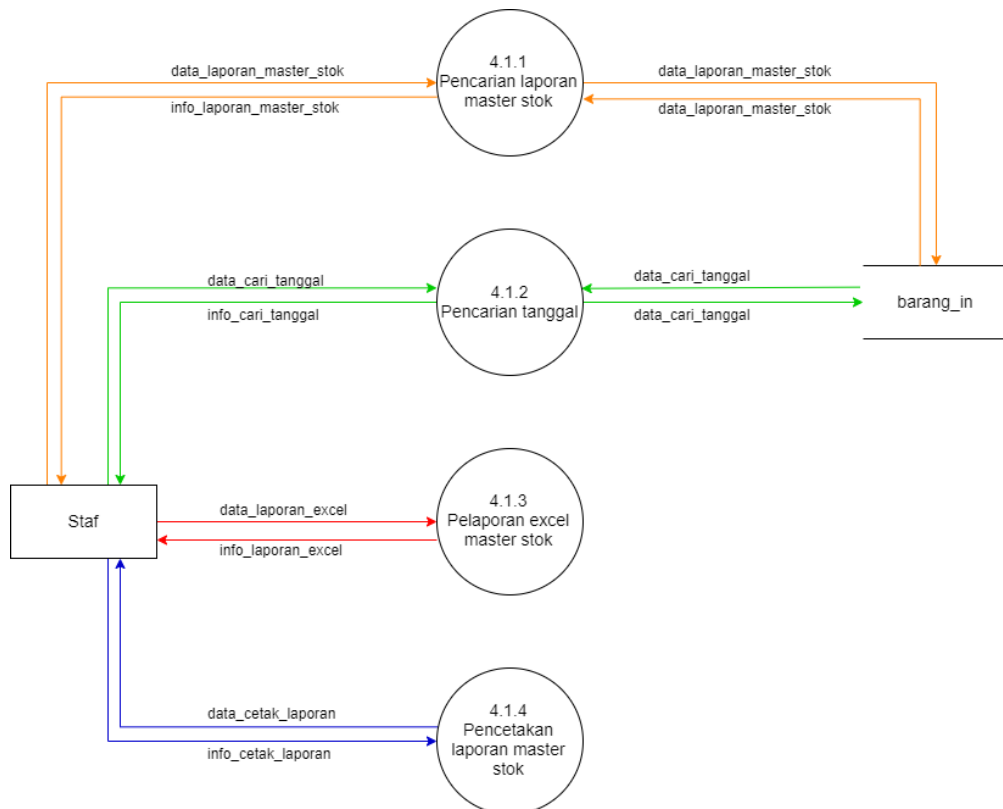 4.1.1
Pencarian laporan
master stok
data_laporan_master_stok
info_laporan_master_stok
data_laporan_master_stok
data_laporan_master_stok
4.1.2
Pencarian tanggal
data_cari_tanggal
info_cari_tanggal
data_cari_tanggal
data_cari_tanggal
barang_in
Staf
data_laporan_excel
info_laporan_excel
4.1.3
Pelaporan excel
master stok
data_cetak_laporan
info_cetak_laporan
4.1.4
Pencetakan
laporan master
stok